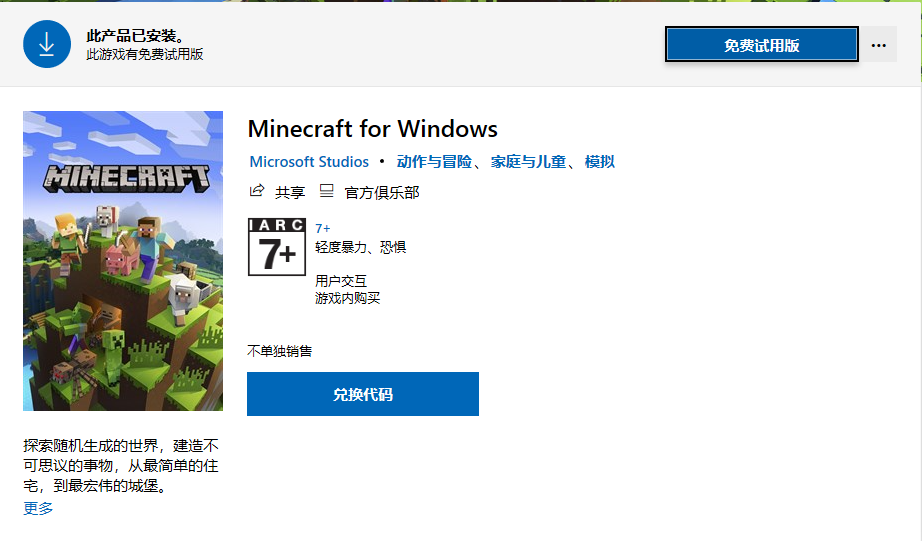 此产品已安装。
此游戏有免费试用版
免费试用版
...
MINECRAFT
Minecraft for Windows
Microsoft Studios • 动作与冒险、家庭与儿童、模拟
共享 官方俱乐部
IARC
7+
7+
轻度暴力、恐惧
用户交互
游戏内购买
不单独销售
兑换代码
探索随机生成的世界，建造不
可思议的事物，从最简单的住
宅，到最宏伟的城堡。
更多